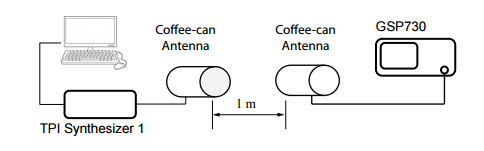 Coffee-can
Antenna
Coffee-can
Antenna
GSP730
1 m
TPI Synthesizer 1